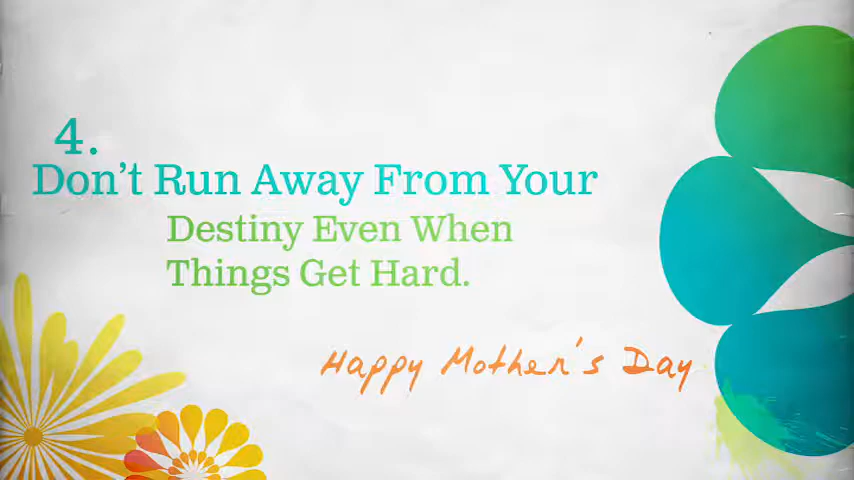 4.
Don't Run Away From Your
Destiny Even When
Things Get Hard.
Happy Mother's Day